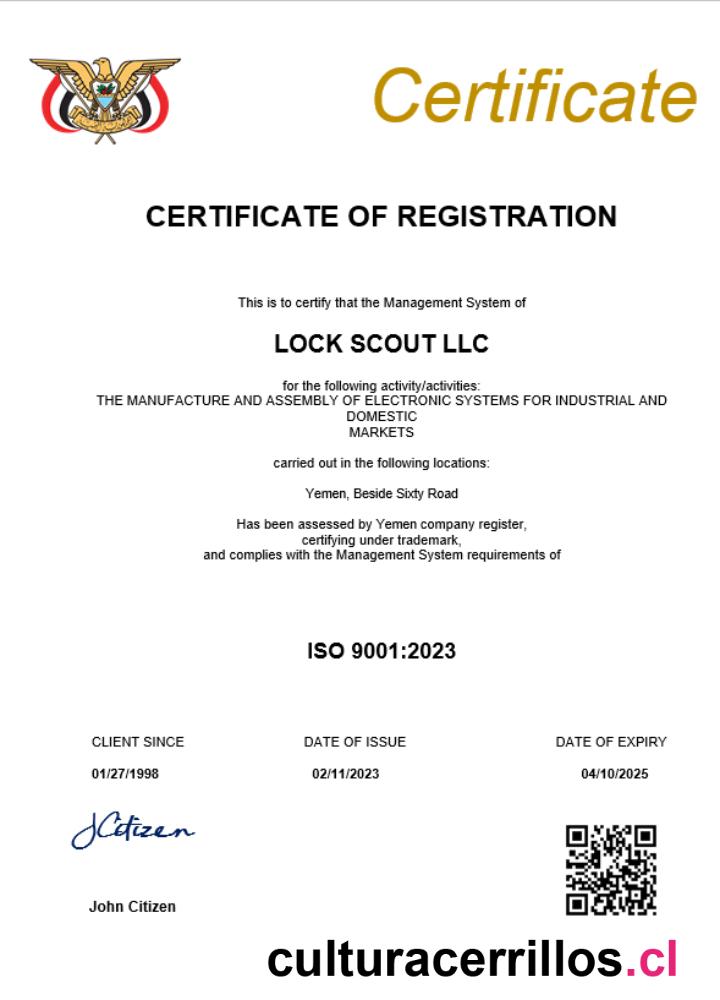 Certificate
CERTIFICATE OF REGISTRATION
This is to certify that the Management System of
LOCK SCOUT LLC
for the following activity/activities:
THE MANUFACTURE AND ASSEMBLY OF ELECTRONIC SYSTEMS FOR INDUSTRIAL AND
DOMESTIC
MARKETS
carried out in the following locations:
Yemen, Beside Sixty Road
Has been assessed by Yemen company register,
certifying under trademark,
and complies with the Management System requirements of
ISO 9001:2023
CLIENT SINCE DATE OF ISSUE DATE OF EXPIRY
01/27/1998 02/11/2023 04/10/2025
JCitizen
John Citizen
culturacerrillos.cl